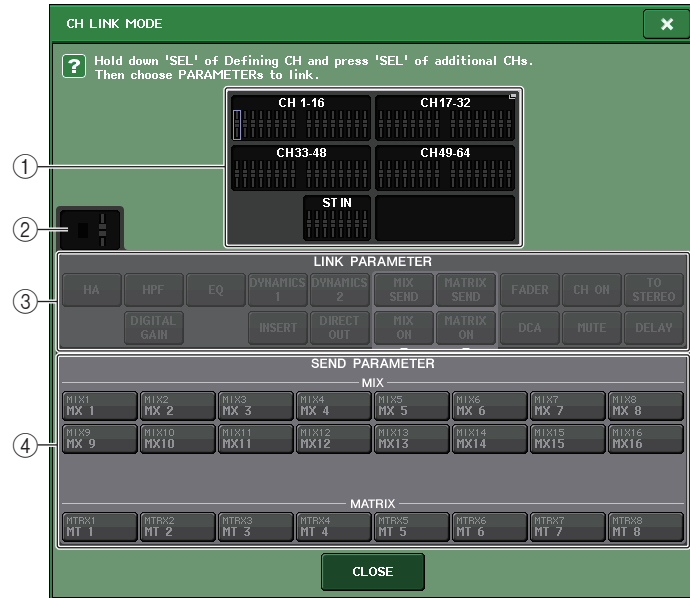 CH LINK MODE
×
? Hold down 'SEL' of Defining CH and press 'SEL' of additional CHs.
Then choose PARAMETERs to link.
CH 1-16 CH17-32
① CH33-48 CH49-64
ST IN
②
LINK PARAMETER
③ HA HPF EQ DYNAMICS 1 DYNAMICS 2 MIX SEND MATRIX SEND FADER CH ON TO STEREO
DIGITAL GAIN INSERT DIRECT OUT MIX ON MATRIX ON DCA MUTE DELAY
SEND PARAMETER
MIX
MIX1 MIX2 MIX3 MIX4 MIX5 MIX6 MIX7 MIX8
MX 1 MX 2 MX 3 MX 4 MX 5 MX 6 MX 7 MX 8
MIX9 MIX10 MIX11 MIX12 MIX13 MIX14 MIX15 MIX16
④ MX 9 MX10 MX11 MX12 MX13 MX14 MX15 MX16
MATRIX
MTRX1 MTRX2 MTRX3 MTRX4 MTRX5 MTRX6 MTRX7 MTRX8
MT 1 MT 2 MT 3 MT 4 MT 5 MT 6 MT 7 MT 8
CLOSE